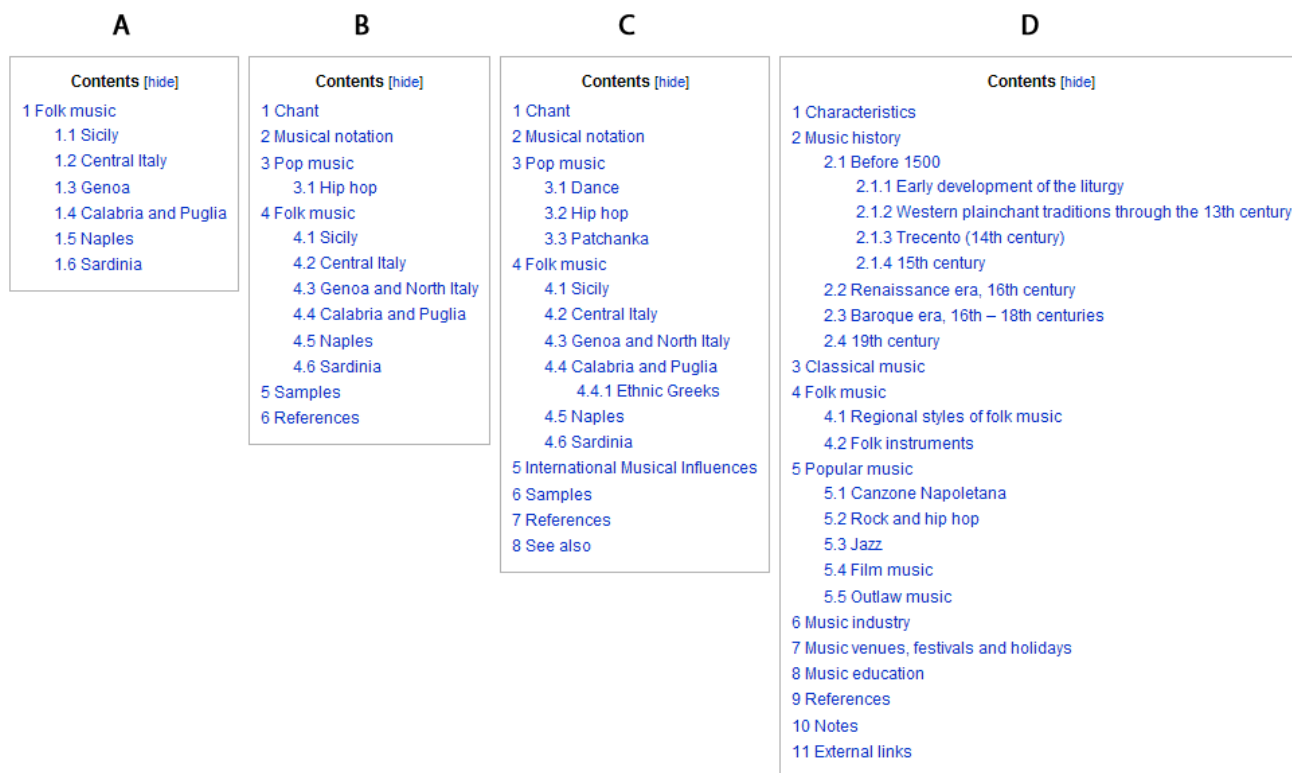 A
Contents [hide]
1 Folk music
1.1 Sicily
1.2 Central Italy
1.3 Genoa
1.4 Calabria and Puglia
1.5 Naples
1.6 Sardinia
B
Contents [hide]
1 Chant
2 Musical notation
3 Pop music
3.1 Hip hop
4 Folk music
4.1 Sicily
4.2 Central Italy
4.3 Genoa and North Italy
4.4 Calabria and Puglia
4.5 Naples
4.6 Sardinia
5 Samples
6 References
C
Contents [hide]
1 Chant
2 Musical notation
3 Pop music
3.1 Dance
3.2 Hip hop
3.3 Patchanka
4 Folk music
4.1 Sicily
4.2 Central Italy
4.3 Genoa and North Italy
4.4 Calabria and Puglia
4.4.1 Ethnic Greeks
4.5 Naples
4.6 Sardinia
5 International Musical Influences
6 Samples
7 References
8 See also
D
Contents [hide]
1 Characteristics
2 Music history
2.1 Before 1500
2.1.1 Early development of the liturgy
2.1.2 Western plainchant traditions through the 13th century
2.1.3 Trecento (14th century)
2.1.4 15th century
2.2 Renaissance era, 16th century
2.3 Baroque era, 16th – 18th centuries
2.4 19th century
3 Classical music
4 Folk music
4.1 Regional styles of folk music
4.2 Folk instruments
5 Popular music
5.1 Canzone Napoletana
5.2 Rock and hip hop
5.3 Jazz
5.4 Film music
5.5 Outlaw music
6 Music industry
7 Music venues, festivals and holidays
8 Music education
9 References
10 Notes
11 External links